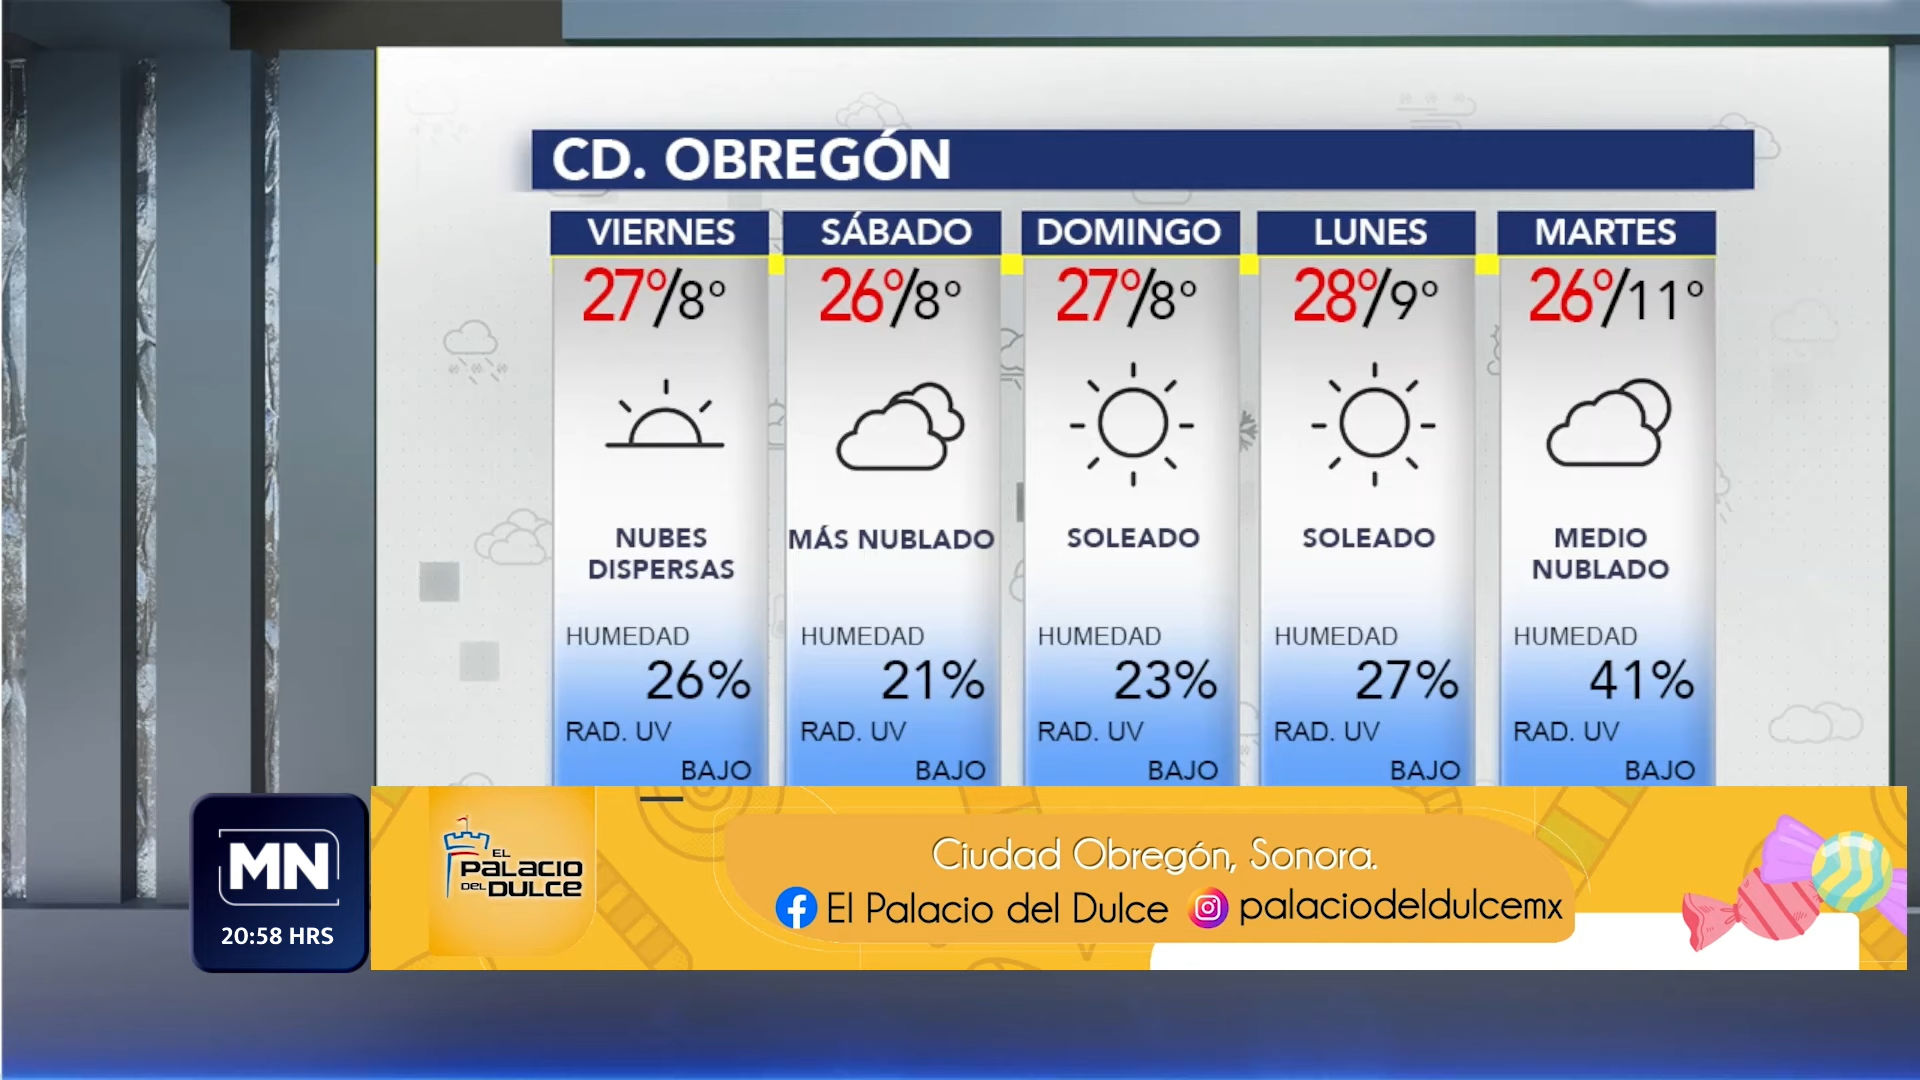 CD. OBREGÓN
VIERNES
27°/8°
NUBES
DISPERSAS
HUMEDAD
26%
RAD. UV
BAJO
SÁBADO
26°/8°
MÁS NUBLADO
HUMEDAD
21%
RAD. UV
BAJO
DOMINGO
27°/8°
SOLEADO
HUMEDAD
23%
RAD. UV
BAJO
LUNES
28°/9°
SOLEADO
HUMEDAD
27%
RAD. UV
BAJO
MARTES
26°/11°
MEDIO
NUBLADO
HUMEDAD
41%
RAD. UV
BAJO
MN
20:58 HRS
EL
PALACIO
DEL DULCE
Ciudad Obregón, Sonora.
El Palacio del Dulce palaciodeldulcemx